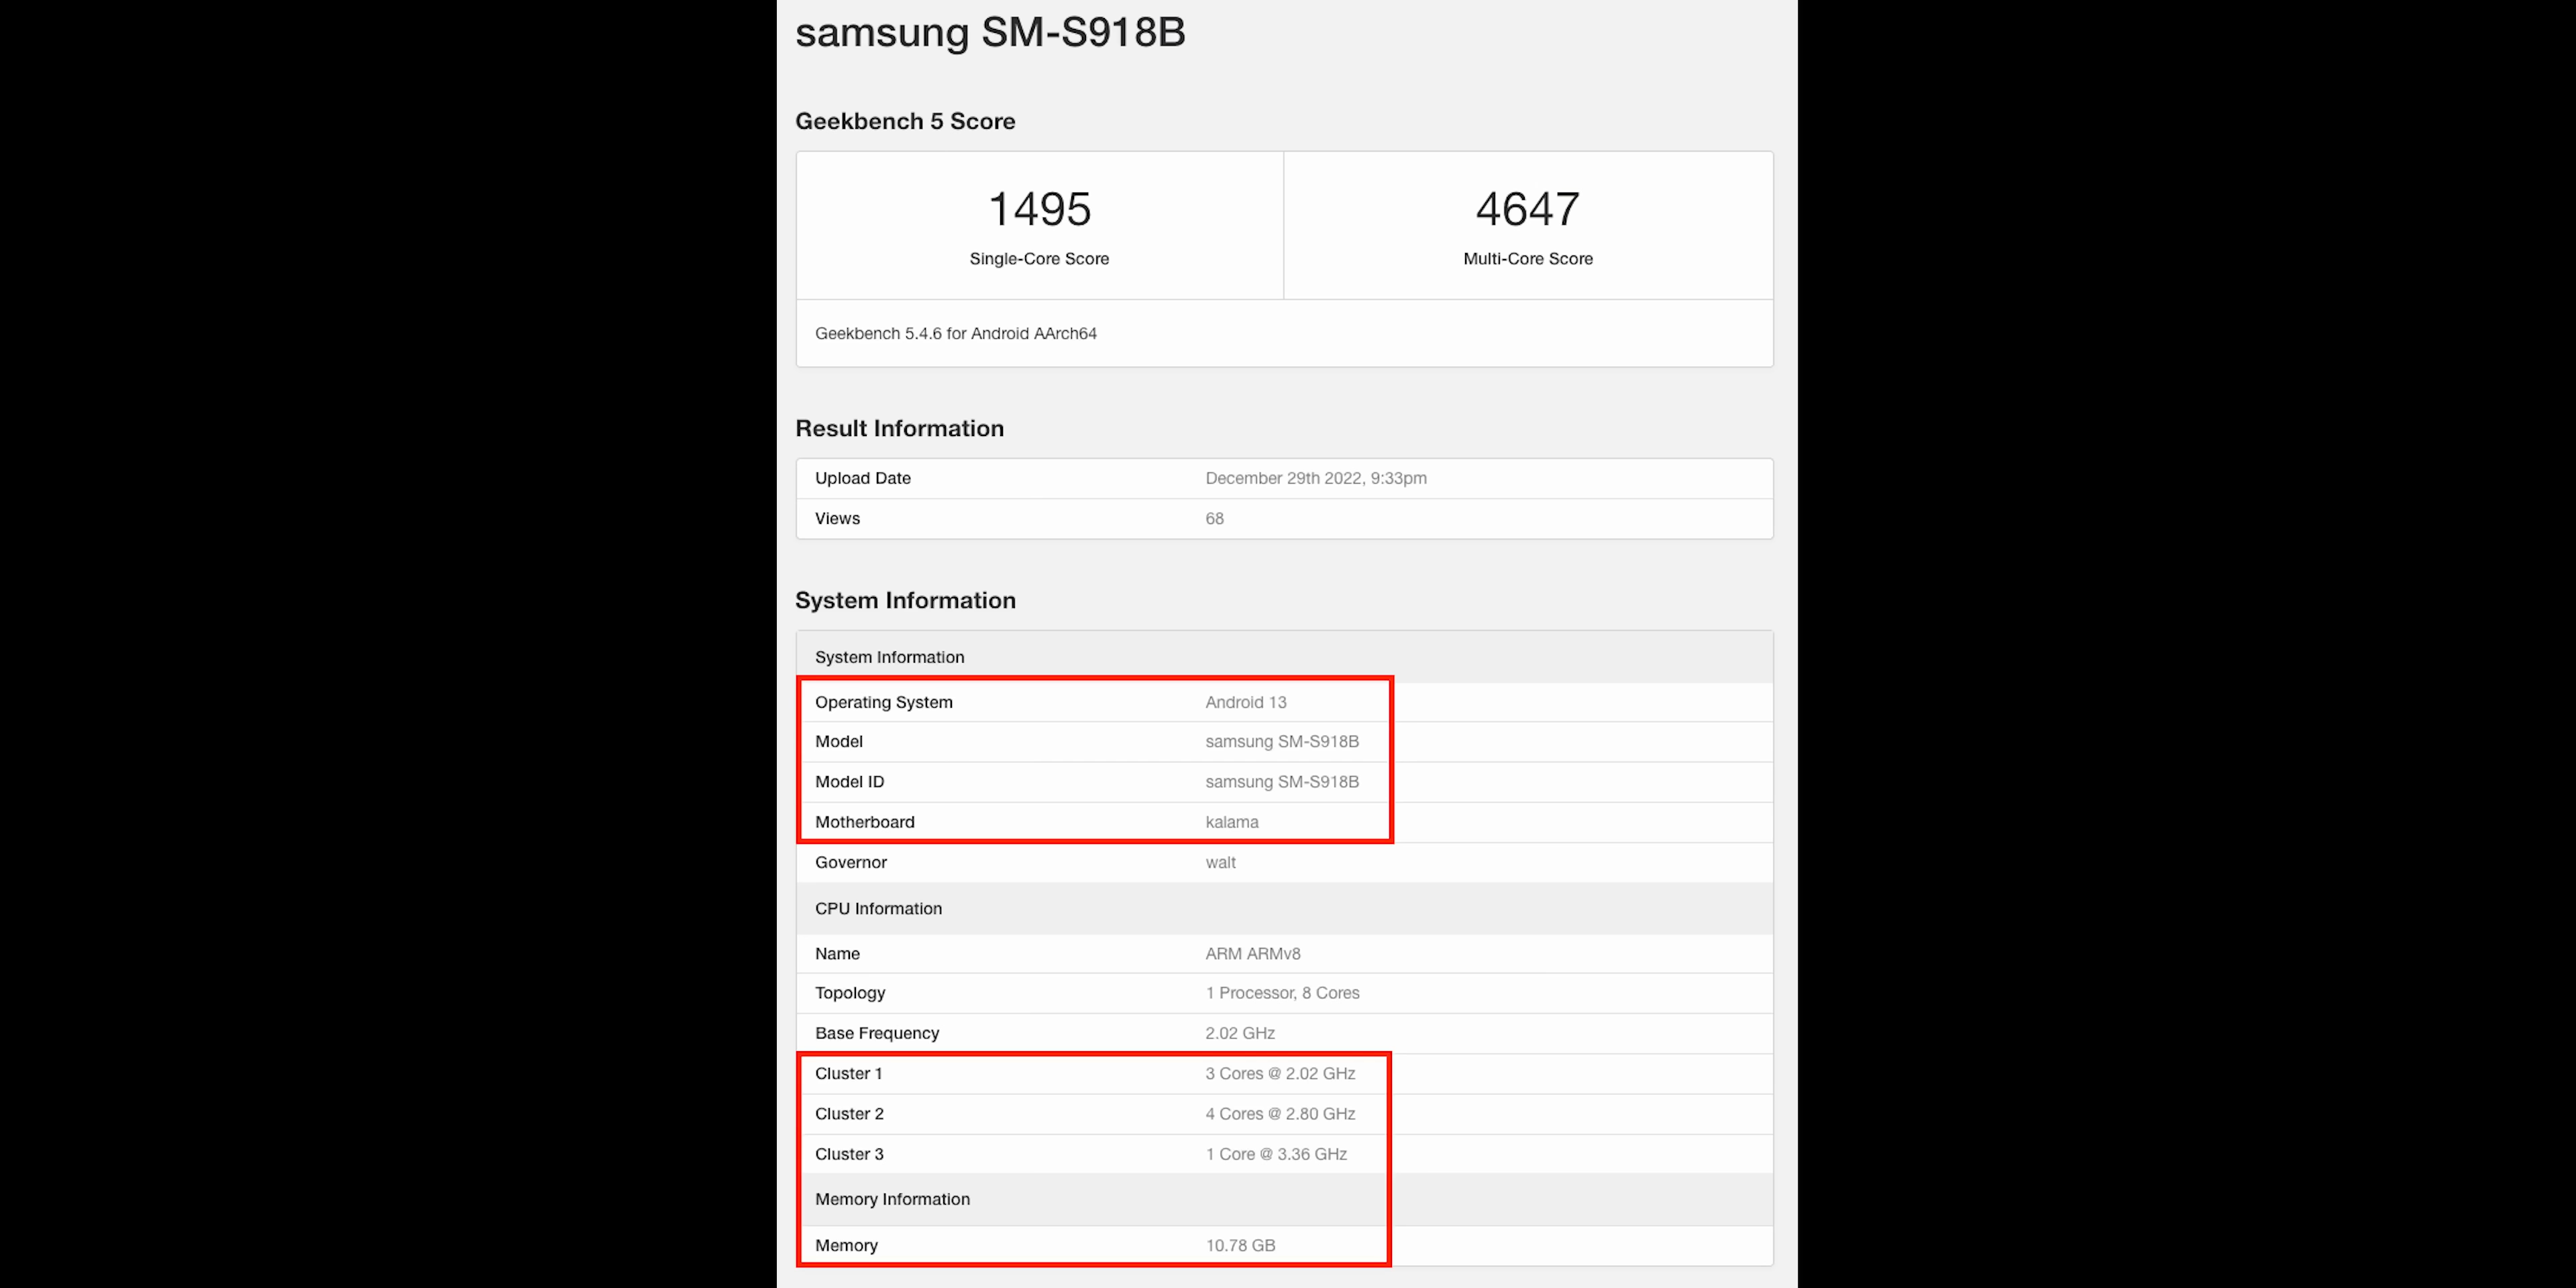 samsung SM-S918B
Geekbench 5 Score
1495 4647
Single-Core Score Multi-Core Score
Geekbench 5.4.6 for Android AArch64
Result Information
Upload Date December 29th 2022, 9:33pm
Views 68
System Information
System Information
Operating System Android 13
Model samsung SM-S918B
Model ID samsung SM-S918B
Motherboard kalama
Governor walt
CPU Information
Name ARM ARMv8
Topology 1 Processor, 8 Cores
Base Frequency 2.02 GHz
Cluster 1 3 Cores @ 2.02 GHz
Cluster 2 4 Cores @ 2.80 GHz
Cluster 3 1 Core @ 3.36 GHz
Memory Information
Memory 10.78 GB